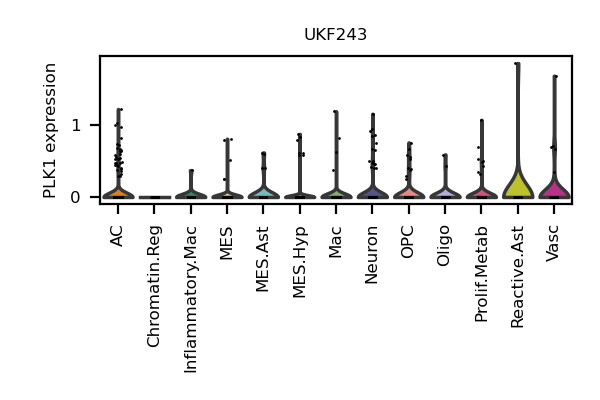 UKF243
PLK1 expression
1
0
AC
Chromatin.Reg
Inflammatory.Mac
MES
MES.Ast
MES.Hyp
Mac
Neuron
OPC
Oligo
Prolif.Metab
Reactive.Ast
Vasc